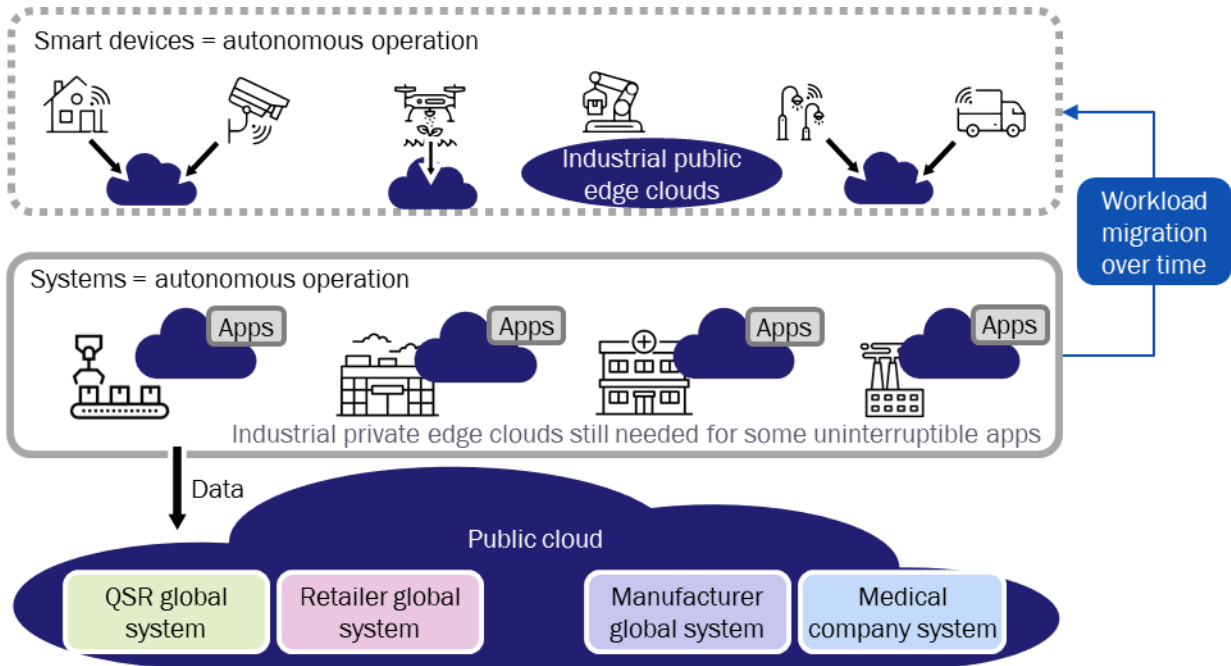 Smart devices = autonomous operation
Industrial public
edge clouds
Workload
migration
over time
Systems = autonomous operation
Apps
Apps
Apps
Apps
Industrial private edge clouds still needed for some uninterruptible apps
Data
Public cloud
QSR global
system
Retailer global
system
Manufacturer
global system
Medical
company system